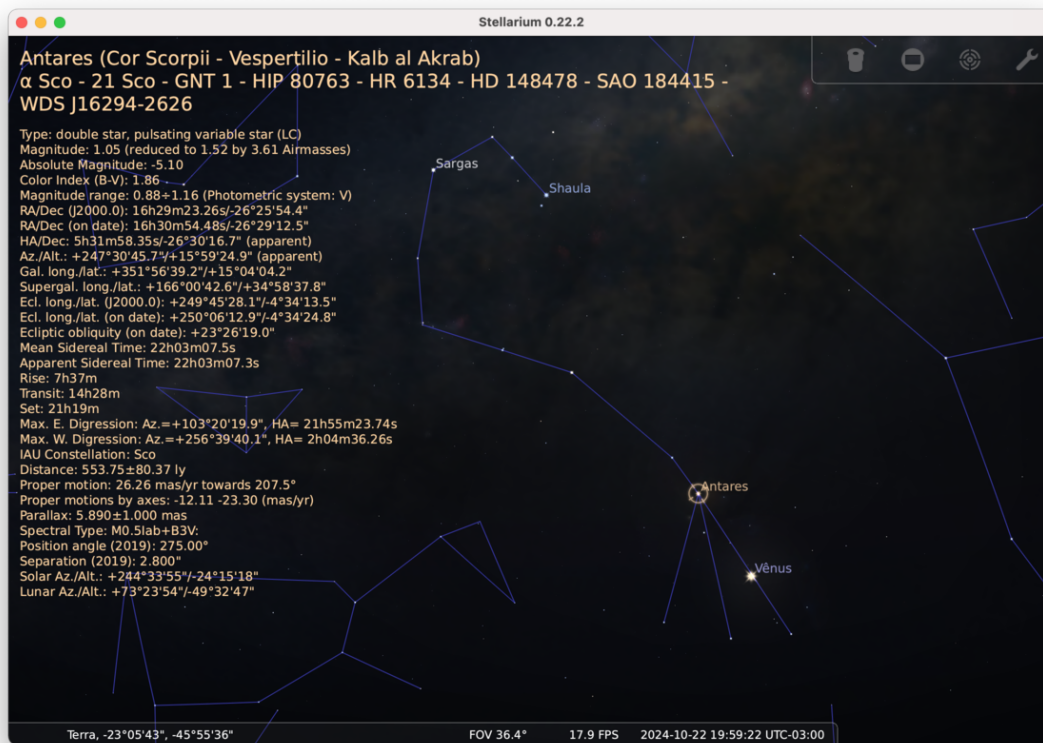 Stellarium 0.22.2
Antares (Cor Scorpii - Vespertilio - Kalb al Akrab)
α Sco - 21 Sco - GNT 1 - HIP 80763 - HR 6134 - HD 148478 - SAO 184415 -
WDS J16294-2626
Type: double star, pulsating variable star (LC)
Magnitude: 1.05 (reduced to 1.52 by 3.61 Airmasses)
Absolute Magnitude: -5.10
Color Index (B-V): 1.86
Magnitude range: 0.88÷1.16 (Photometric system: V)
RA/Dec (J2000.0): 16h29m23.26s/-26°25'54.4"
RA/Dec (on date): 16h30m54.48s/-26°29'12.5"
HA/Dec: 5h31m58.35s/-26°30'16.7" (apparent)
Az./Alt.: +247°30'45.7"/+15°59'24.9" (apparent)
Gal. long./lat.: +351°56'39.2"/+15°04'04.2"
Supergal. long./lat.: +166°00'42.6"/+34°58'37.8"
Ecl. long./lat. (J2000.0): +249°45'28.1"/-4°34'13.5"
Ecl. long./lat. (on date): +250°06'12.9"/-4°34'24.8"
Ecliptic obliquity (on date): +23°26'19.0"
Mean Sidereal Time: 22h03m07.5s
Apparent Sidereal Time: 22h03m07.3s
Rise: 7h37m
Transit: 14h28m
Set: 21h19m
Max. E. Digression: Az.=+103°20'19.9", HA= 21h55m23.74s
Max. W. Digression: Az.=+256°39'40.1", HA= 2h04m36.26s
IAU Constellation: Sco
Distance: 553.75±80.37 ly
Proper motion: 26.26 mas/yr towards 207.5°
Proper motions by axes: -12.11 -23.30 (mas/yr)
Parallax: 5.890±1.000 mas
Spectral Type: M0.5Iab+B3V:
Position angle (2019): 275.00°
Separation (2019): 2.800"
Solar Az./Alt.: +244°33'55"/-24°15'18"
Lunar Az./Alt.: +73°23'54"/-49°32'47"
Sargas
Shaula
Antares
Vênus
Terra, -23°05'43", -45°55'36" FOV 36.4° 17.9 FPS 2024-10-22 19:59:22 UTC-03:00